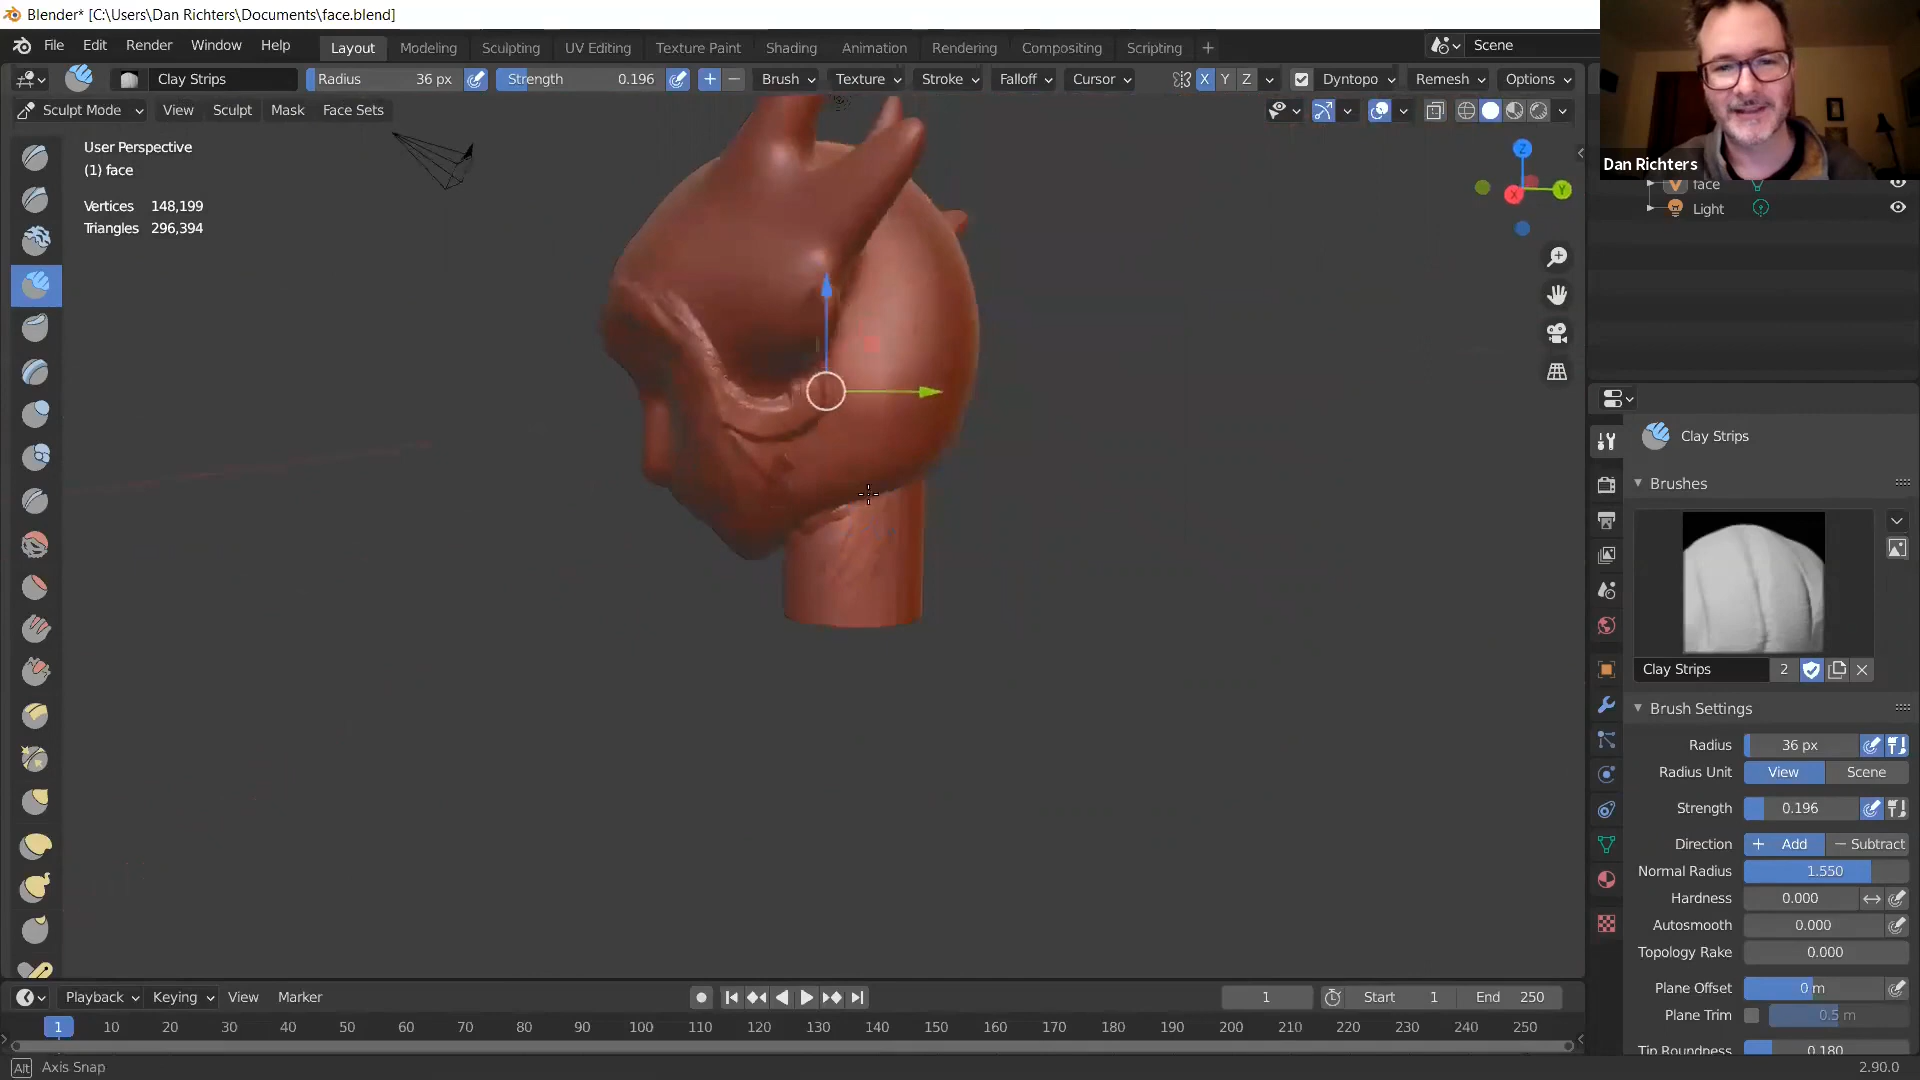 Blender* [C:\Users\Dan Richters\Documents\face.blend]
File Edit Render Window Help Layout Modeling Sculpting UV Editing Texture Paint Shading Animation Rendering Compositing Scripting + Scene
Clay Strips Radius 36 px Strength 0.196 + − Brush Texture Stroke Falloff Cursor X Y Z Dyntopo Remesh Options
Sculpt Mode View Sculpt Mask Face Sets
Dan Richters
User Perspective
(1) face
Vertices 148,199
Triangles 296,394
Z
Y
X
face
Light
Clay Strips
Brushes
Clay Strips 2
Brush Settings
Radius 36 px
Radius Unit View Scene
Strength 0.196
Direction + Add − Subtract
Normal Radius 1.550
Hardness 0.000
Autosmooth 0.000
Topology Rake 0.000
Plane Offset 0 m
Plane Trim 0.5 m
Tip Roundness 0.180
Playback Keying View Marker 1 Start 1 End 250
1 10 20 30 40 50 60 70 80 90 100 110 120 130 140 150 160 170 180 190 200 210 220 230 240 250
Alt Axis Snap 2.90.0